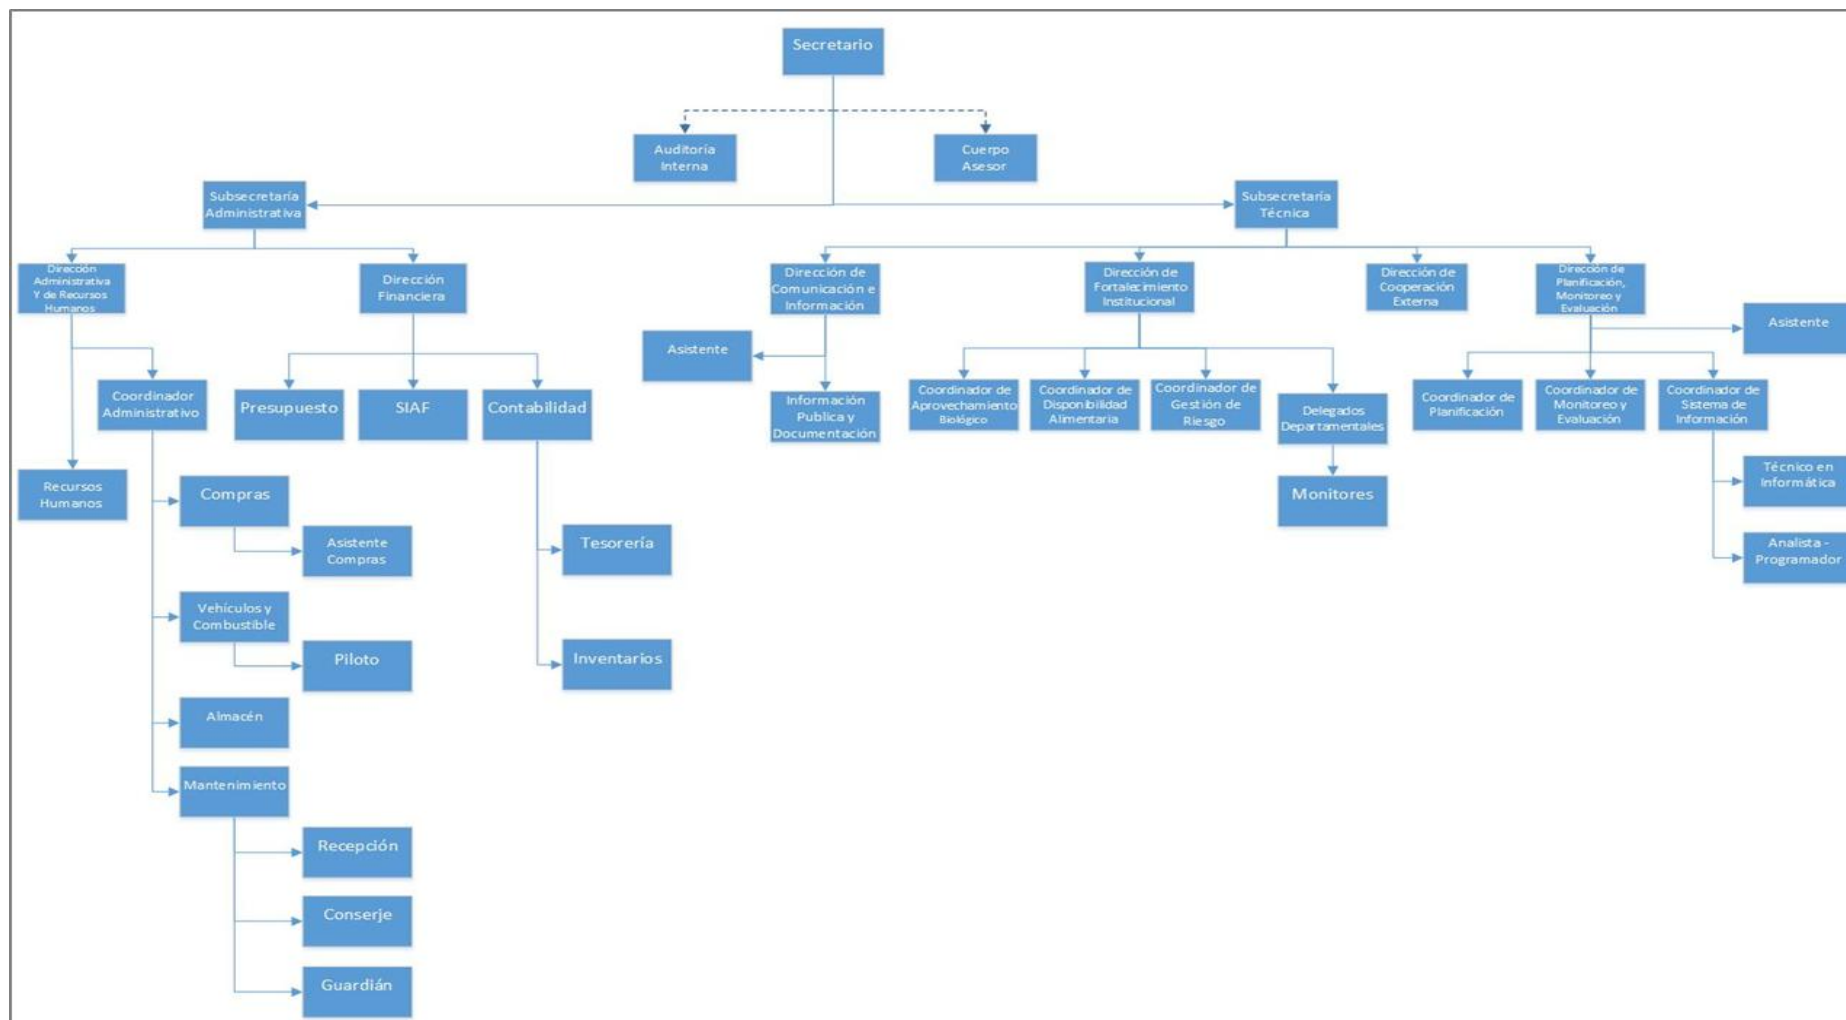 Secretario
Auditoría
Interna
Cuerpo
Asesor
Subsecretaría
Administrativa
Subsecretaría
Técnica
Dirección
Administrativa
Y de Recursos
Humanos
Dirección
Financiera
Dirección de
Comunicación e
Información
Dirección de
Fortalecimiento
Institucional
Dirección de
Cooperación
Externa
Dirección de
Planificación,
Monitoreo y
Evaluación
Asistente
Asistente
Coordinador
Administrativo
Presupuesto
SIAF
Contabilidad
Información
Publica y
Documentación
Coordinador de
Aprovechamiento
Biológico
Coordinador de
Disponibilidad
Alimentaria
Coordinador de
Gestión de
Riesgo
Delegados
Departamentales
Coordinador de
Planificación
Coordinador de
Monitoreo y
Evaluación
Coordinador de
Sistema de
Información
Recursos
Humanos
Compras
Monitores
Técnico en
Informática
Asistente
Compras
Tesorería
Analista -
Programador
Vehículos y
Combustible
Piloto
Inventarios
Almacén
Mantenimiento
Recepción
Conserje
Guardián